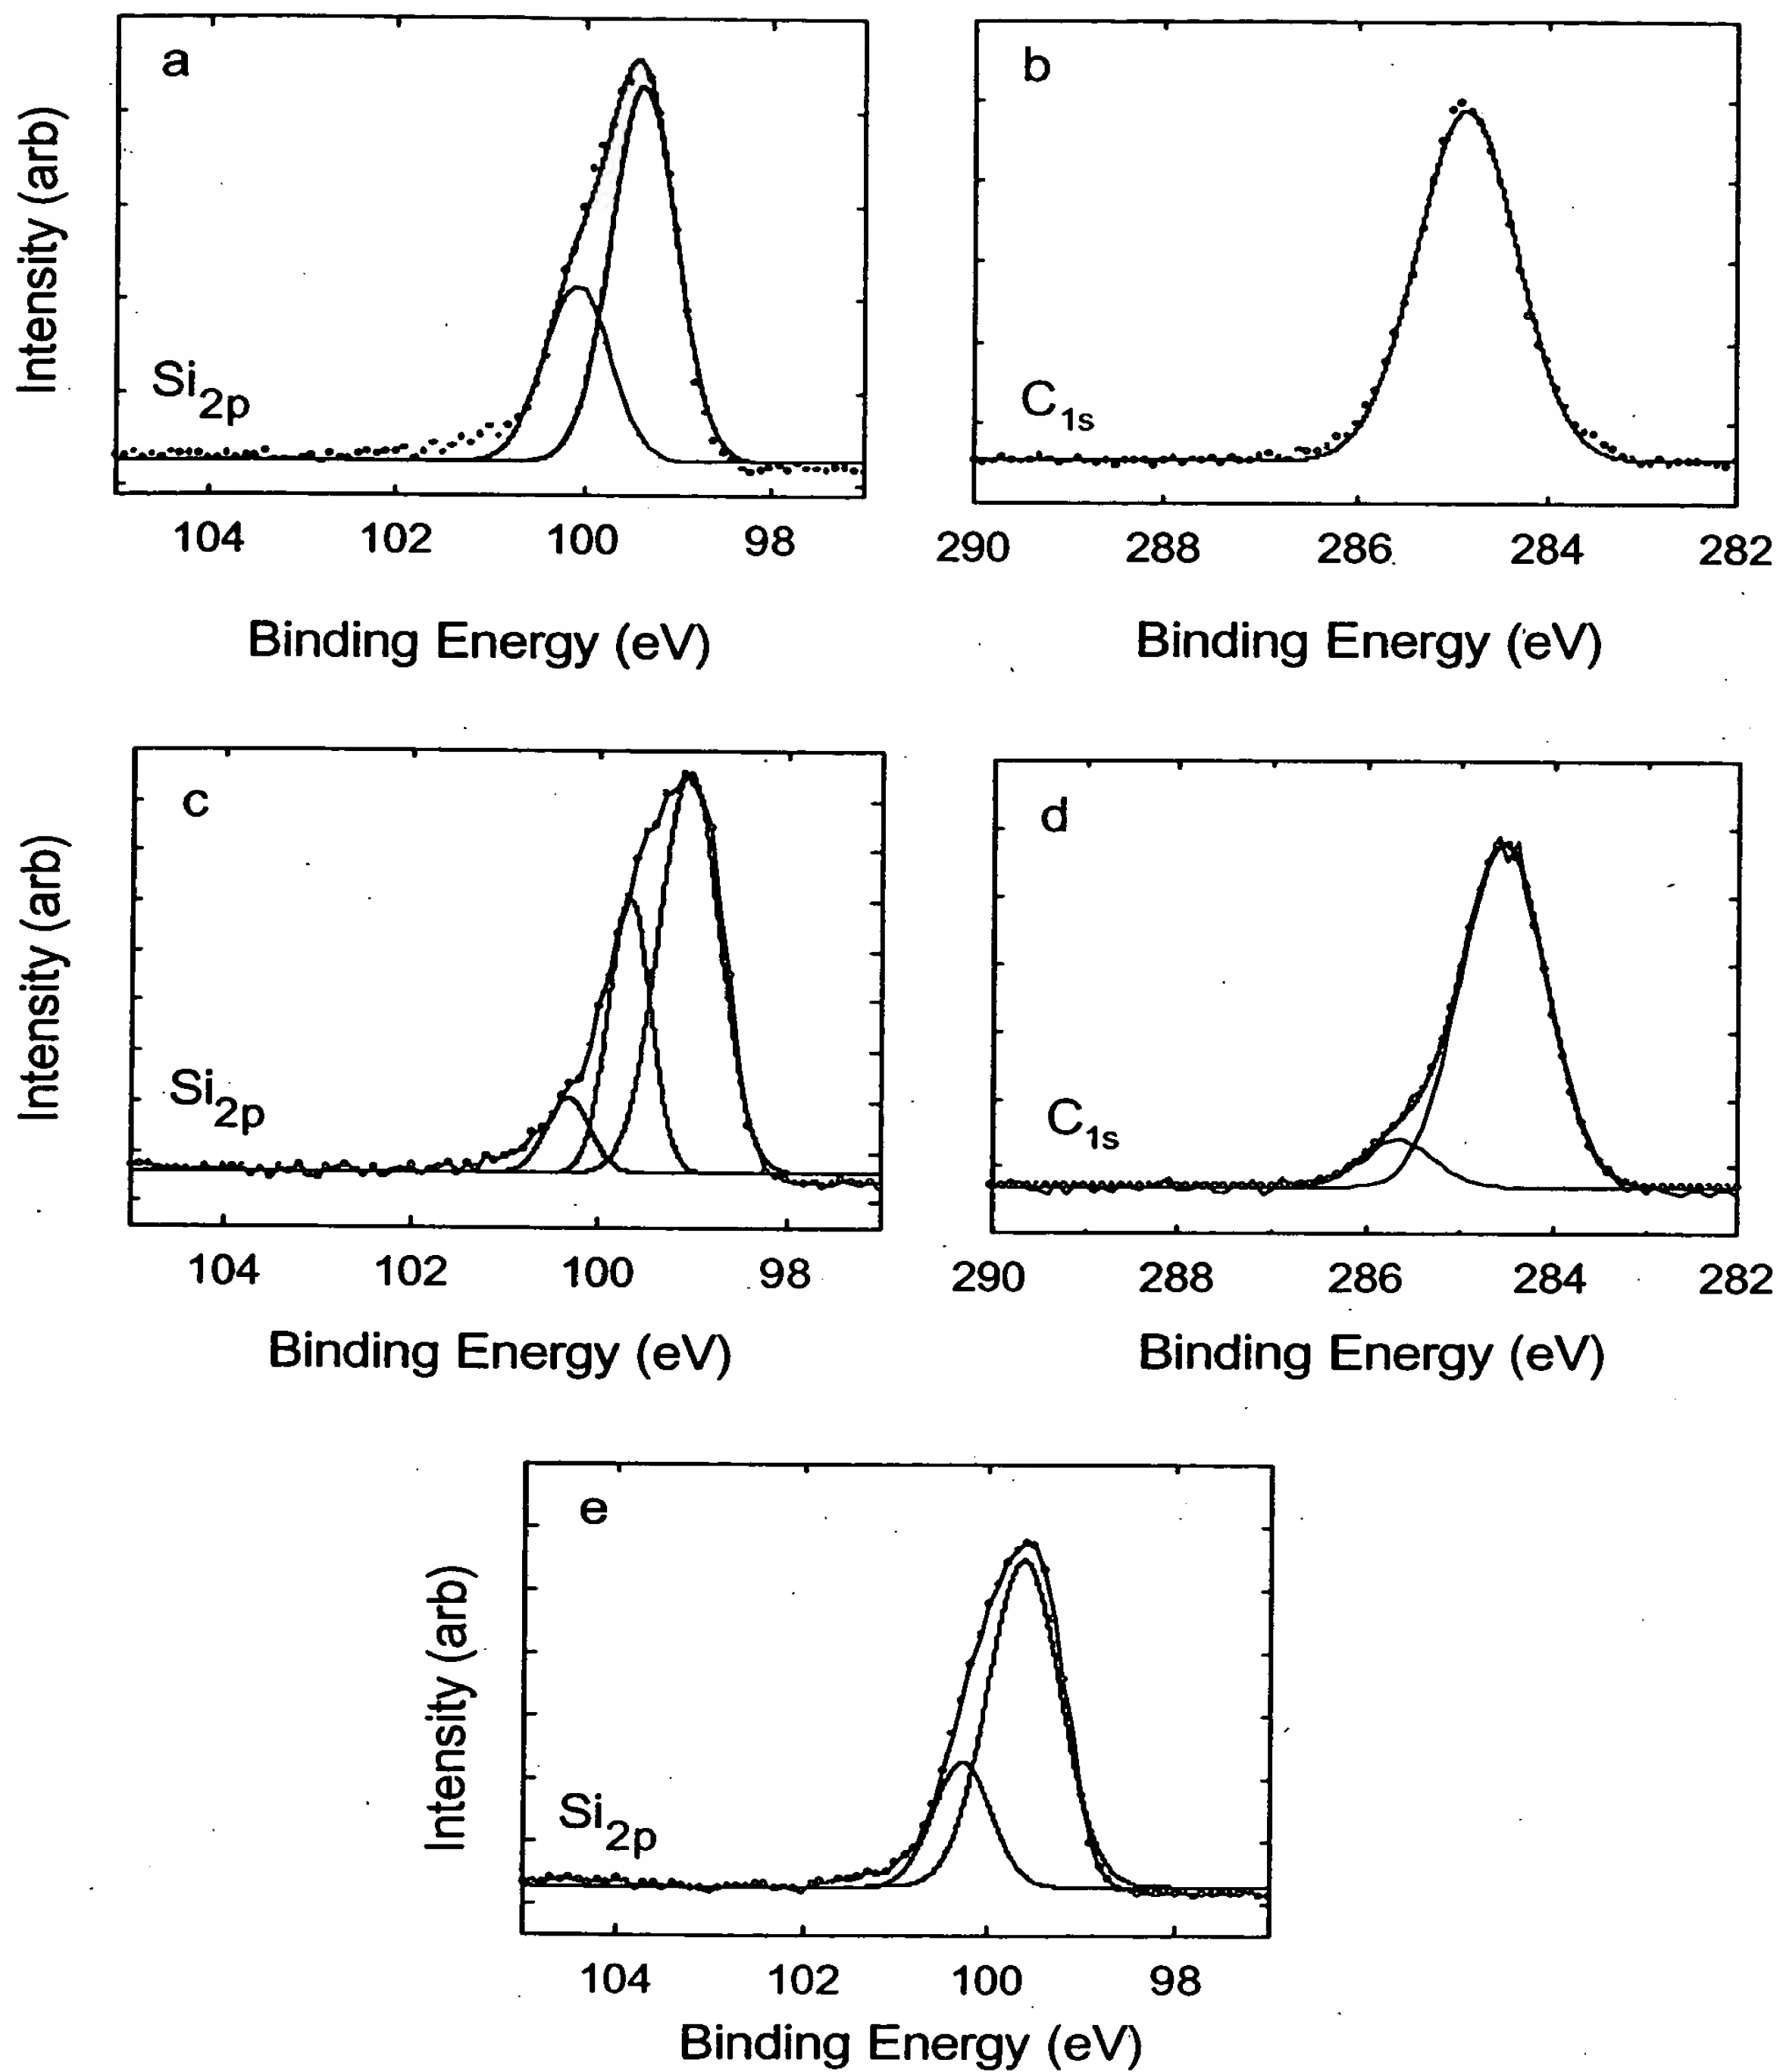 a
Intensity (arb)
Si2p
104 102 100 98
Binding Energy (eV)
b
C1s
290 288 286 284 282
Binding Energy (eV)
c
Intensity (arb)
Si2p
104 102 100 98
Binding Energy (eV)
d
C1s
290 288 286 284 282
Binding Energy (eV)
e
Intensity (arb)
Si2p
104 102 100 98
Binding Energy (eV)